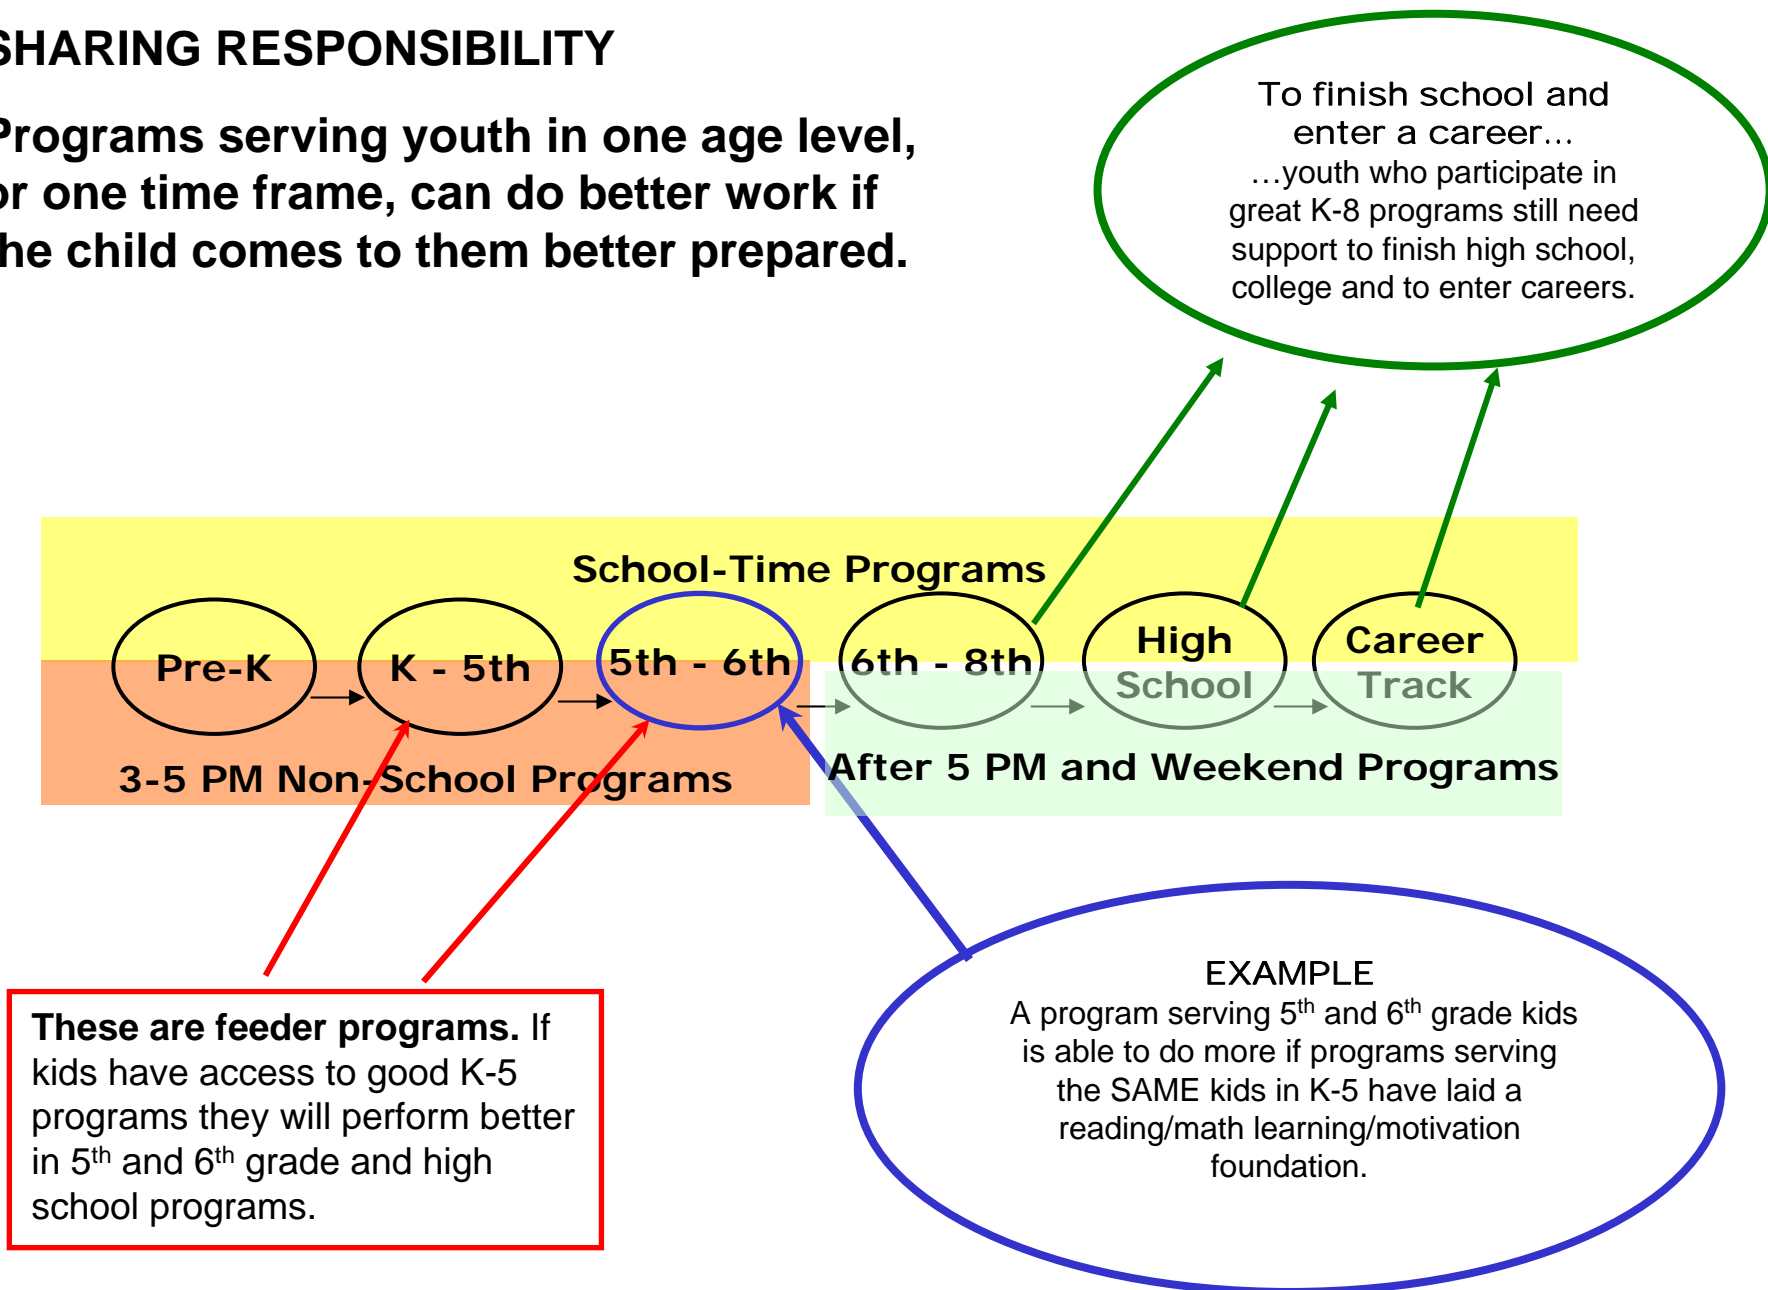 SHARING RESPONSIBILITY
Programs serving youth in one age level,
or one time frame, can do better work if
the child comes to them better prepared.
To finish school and
enter a career...
…youth who participate in
great K-8 programs still need
support to finish high school,
college and to enter careers.
School-Time Programs
Pre-K
K - 5th
5th - 6th
6th - 8th
High
School
Career
Track
3-5 PM Non-School Programs
After 5 PM and Weekend Programs
These are feeder programs. If
kids have access to good K-5
programs they will perform better
in 5th and 6th grade and high
school programs.
EXAMPLE
A program serving 5th and 6th grade kids
is able to do more if programs serving
the SAME kids in K-5 have laid a
reading/math learning/motivation
foundation.